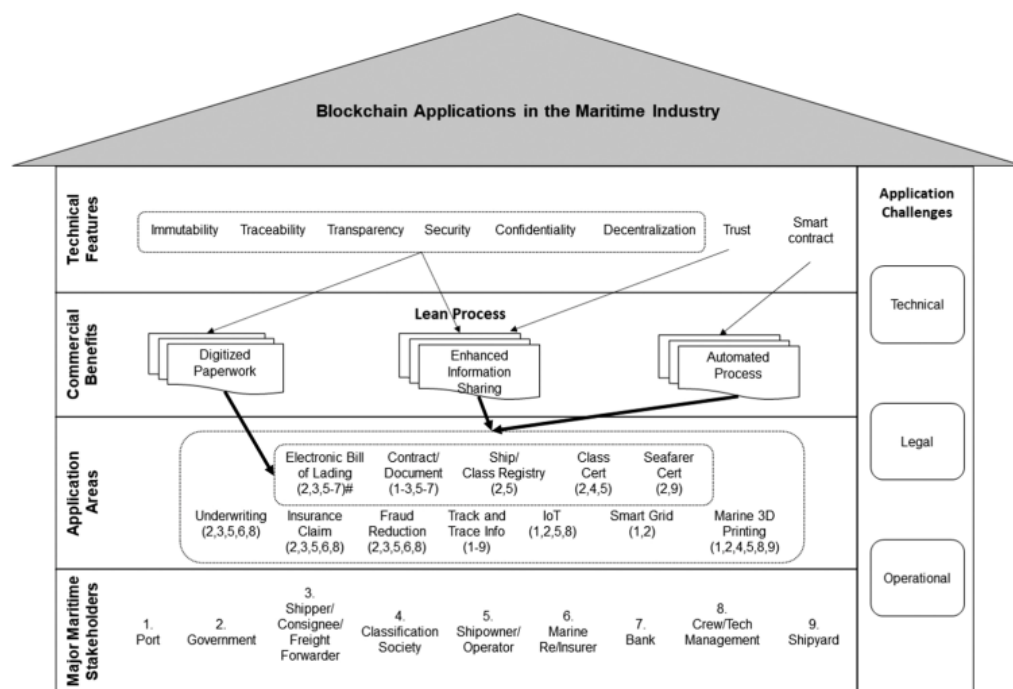 Blockchain Applications in the Maritime Industry
Technical
Features
Immutability Traceability Transparency Security Confidentiality Decentralization Trust
Smart
contract
Commercial
Benefits
Lean Process
Digitized
Paperwork
Enhanced
Information
Sharing
Automated
Process
Application
Areas
Electronic Bill
of Lading
(2,3,5-7)#
Contract/
Document
(1-3,5-7)
Ship/
Class Registry
(2,5)
Class
Cert
(2,4,5)
Seafarer
Cert
(2,9)
Underwriting
(2,3,5,6,8)
Insurance
Claim
(2,3,5,6,8)
Fraud
Reduction
(2,3,5,6,8)
Track and
Trace Info
(1-9)
IoT
(1,2,5,8)
Smart Grid
(1,2)
Marine 3D
Printing
(1,2,4,5,8,9)
Major Maritime
Stakeholders
1.
Port
2.
Government
3.
Shipper/
Consignee/
Freight
Forwarder
4.
Classification
Society
5.
Shipowner/
Operator
6.
Marine
Re/Insurer
7.
Bank
8.
Crew/Tech
Management
9.
Shipyard
Application
Challenges
Technical
Legal
Operational